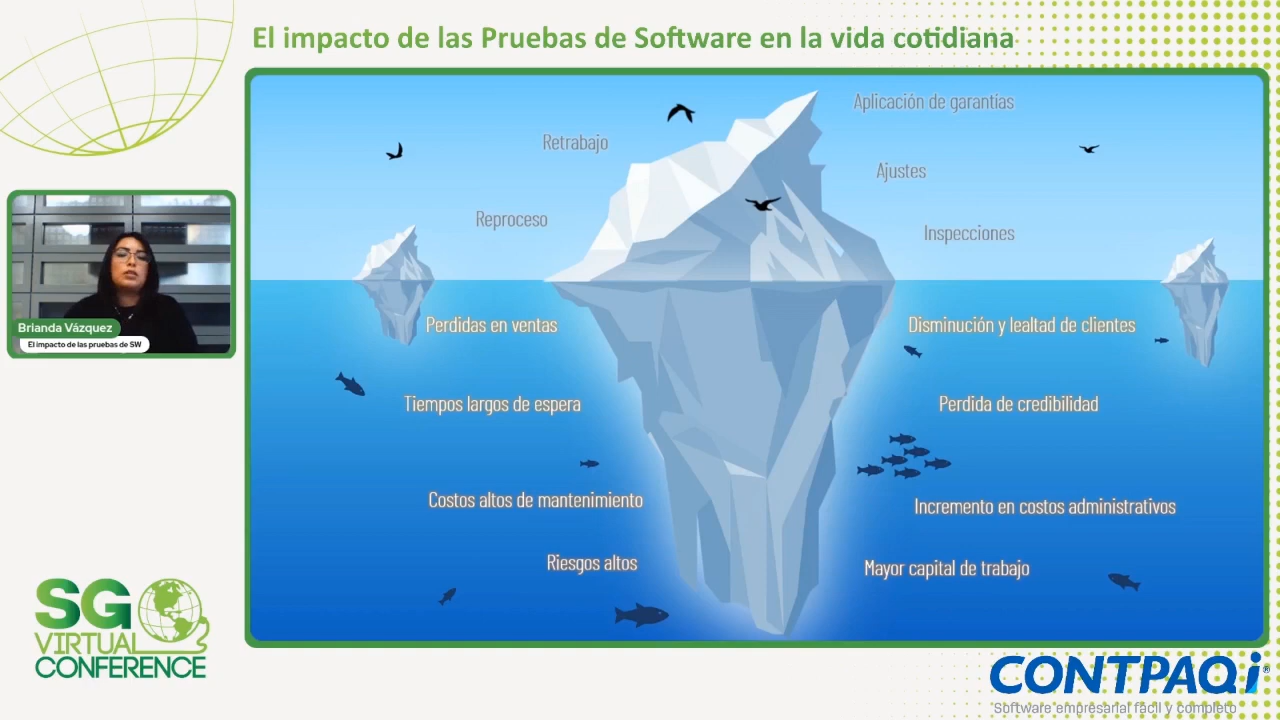 El impacto de las Pruebas de Software en la vida cotidiana
Aplicación de garantías
Retrabajo
Ajustes
Reproceso
Inspecciones
Brianda Vázquez
El impacto de las pruebas de SW
Perdidas en ventas
Disminución y lealtad de clientes
Tiempos largos de espera
Perdida de credibilidad
Costos altos de mantenimiento
Incremento en costos administrativos
Riesgos altos
Mayor capital de trabajo
SG
VIRTUAL
CONFERENCE
CONTPAQi®
Software empresarial fácil y completo